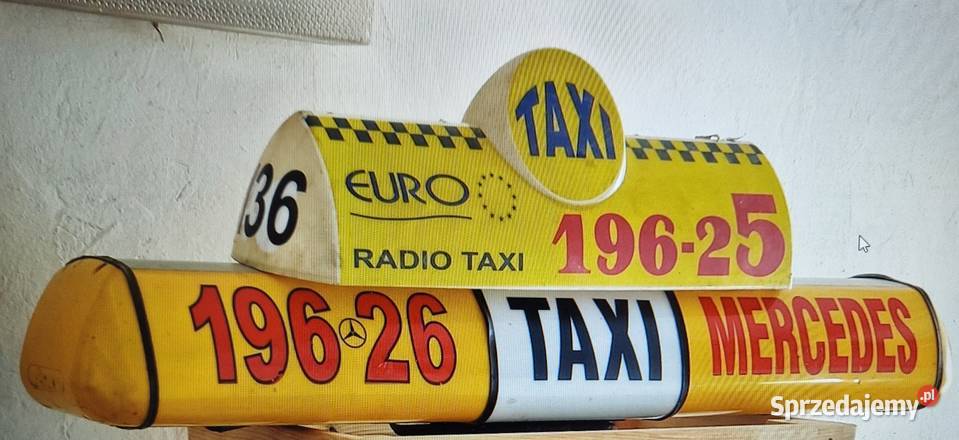 TAXI
36
EURO
RADIO TAXI
196-25
196 26
TAXI
MERCEDES
Sprzedajemy.pl